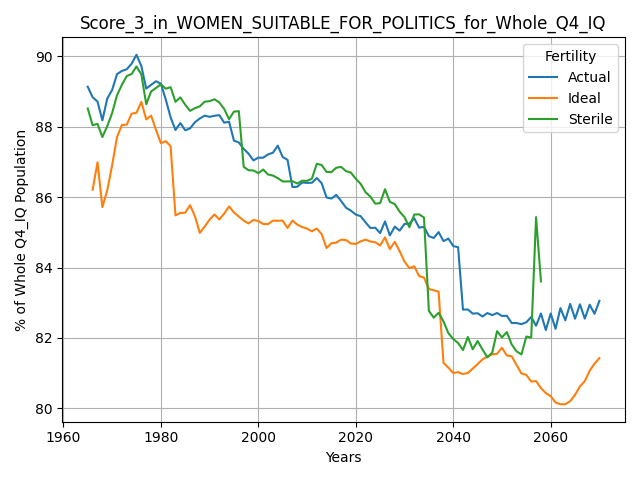 Score_3_in_WOMEN_SUITABLE_FOR_POLITICS_for_Whole_Q4_IQ
Fertility
Actual
Ideal
Sterile
% of Whole Q4_IQ Population
90
88
86
84
82
80
1960
1980
2000
2020
2040
2060
Years